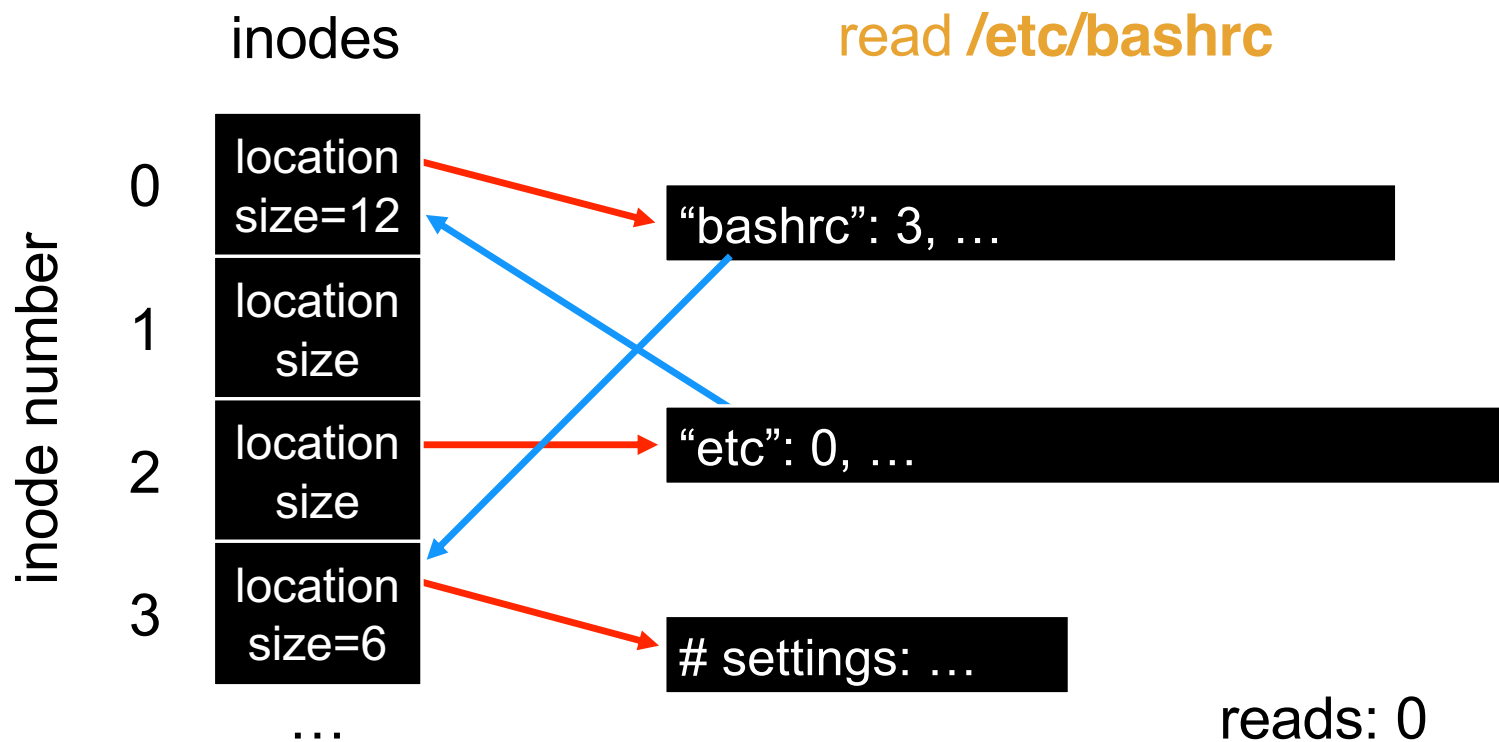 inodes
read /etc/bashrc
inode number
0
location
size=12
“bashrc”: 3, …
1
location
size
2
location
size
“etc”: 0, …
3
location
size=6
# settings: …
…
reads: 0